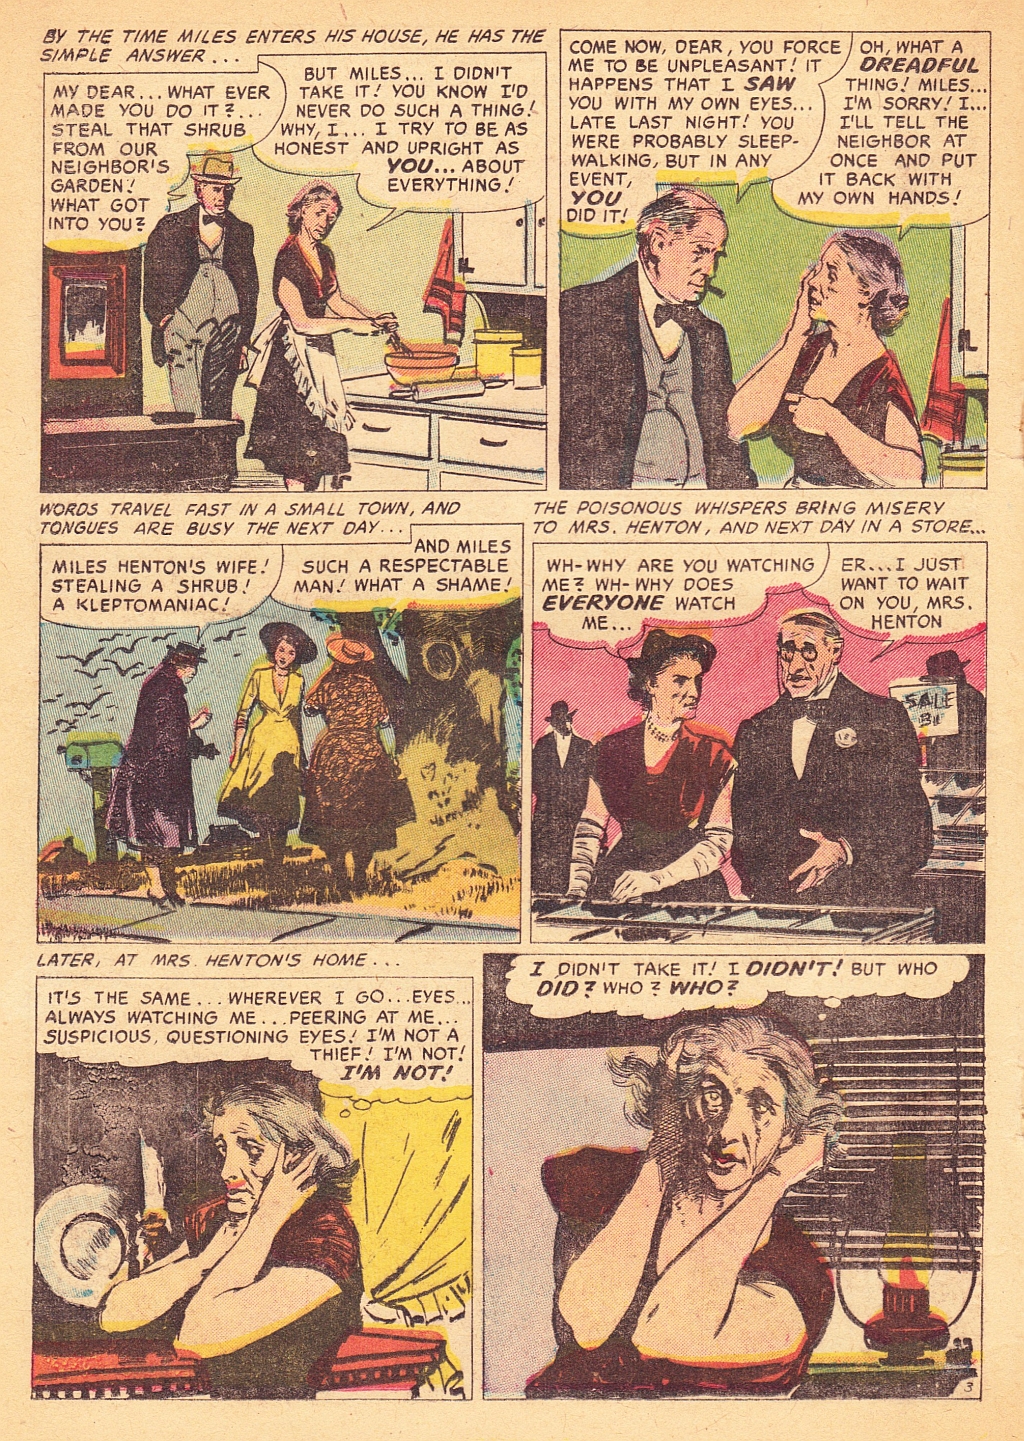 BY THE TIME MILES ENTERS HIS HOUSE, HE HAS THE
SIMPLE ANSWER...
MY DEAR... WHAT EVER
MADE YOU DO IT?...
STEAL THAT SHRUB
FROM OUR
NEIGHBOR'S
GARDEN!
WHAT GOT
INTO YOU?
BUT MILES... I DIDN'T
TAKE IT! YOU KNOW I'D
NEVER DO SUCH A THING!
WHY, I... I TRY TO BE AS
HONEST AND UPRIGHT AS
YOU... ABOUT
EVERYTHING!
COME NOW, DEAR, YOU FORCE
ME TO BE UNPLEASANT! IT
HAPPENS THAT I SAW
YOU WITH MY OWN EYES...
LATE LAST NIGHT! YOU
WERE PROBABLY SLEEP-
WALKING, BUT IN ANY
EVENT,
YOU
DID IT!
OH, WHAT A
DREADFUL
THING! MILES...
I'M SORRY! I...
I'LL TELL THE
NEIGHBOR AT
ONCE AND PUT
IT BACK WITH
MY OWN HANDS!
WORDS TRAVEL FAST IN A SMALL TOWN, AND
TONGUES ARE BUSY THE NEXT DAY...
MILES HENTON'S WIFE!
STEALING A SHRUB!
A KLEPTOMANIAC!
AND MILES
SUCH A RESPECTABLE
MAN! WHAT A SHAME!
THE POISONOUS WHISPERS BRING MISERY
TO MRS. HENTON, AND NEXT DAY IN A STORE...
WH-WHY ARE YOU WATCHING
ME? WH-WHY DOES
EVERYONE WATCH
ME...
ER...I JUST
WANT TO WAIT
ON YOU, MRS.
HENTON
SALE
LATER, AT MRS. HENTON'S HOME...
IT'S THE SAME... WHEREVER I GO...EYES...
ALWAYS WATCHING ME...PEERING AT ME...
SUSPICIOUS, QUESTIONING EYES! I'M NOT A
THIEF! I'M NOT!
I'M NOT!
I DIDN'T TAKE IT! I DIDN'T! BUT WHO
DID? WHO? WHO?
3